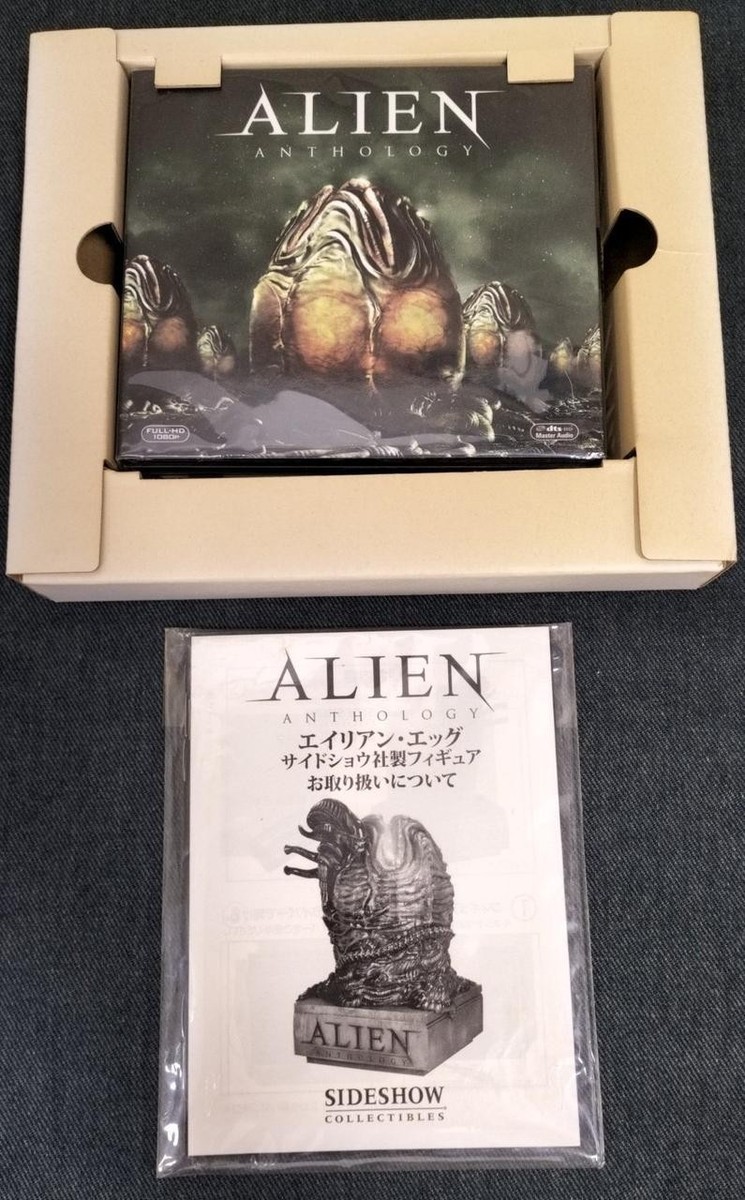 ALIEN
ANTHOLOGY
FULL-HD
1080P
dts HD
Master Audio
ALIEN
ANTHOLOGY
エイリアン・エッグ
サイドショウ社製フィギュア
お取り扱いについて
ALIEN
ANTHOLOGY
SIDESHOW
COLLECTIBLES